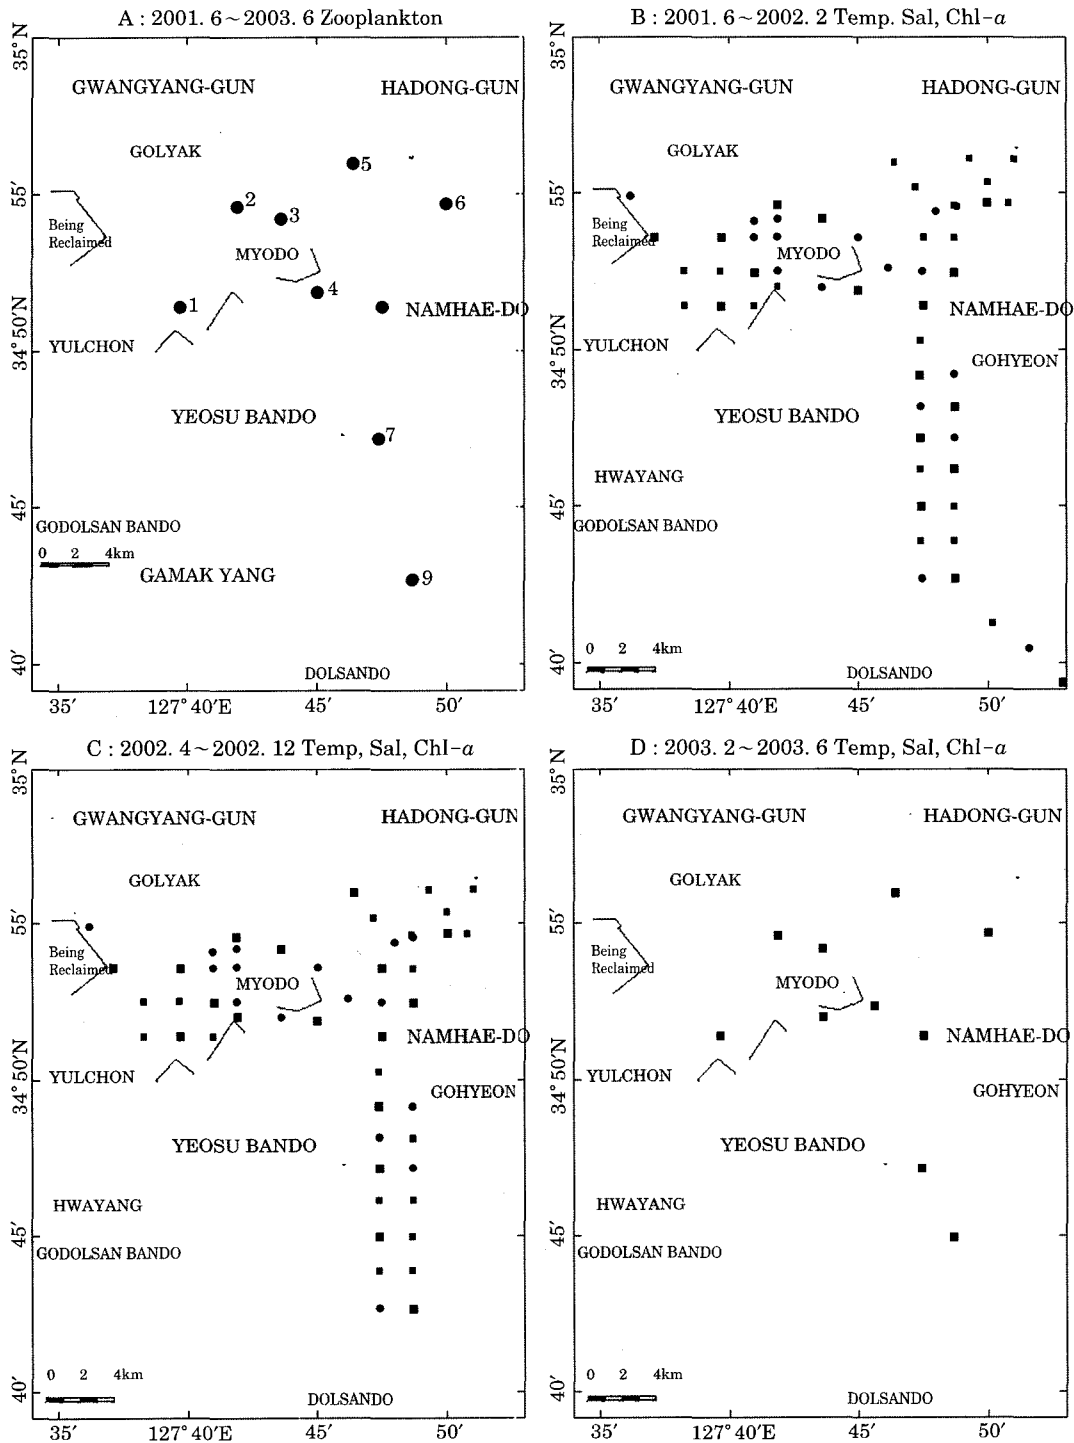 A : 2001. 6~2003. 6 Zooplankton
35° N
GWANGYANG-GUN
HADONG-GUN
GOLYAK
5
55′
2
6
3
Being
Reclaimed
MYODO
4
1
NAMHAE-DO
34° 50′N
YULCHON
YEOSU BANDO
7
45′
GODOLSAN BANDO
0 2 4km
GAMAK YANG
9
40′
DOLSANDO
35′ 127° 40′E 45′ 50′
B : 2001. 6~2002. 2 Temp. Sal, Chl-a
35° N
GWANGYANG-GUN
HADONG-GUN
GOLYAK
55′
Being
Reclaimed
MYODO
NAMHAE-DO
34° 50′N
YULCHON
GOHYEON
YEOSU BANDO
HWAYANG
45′
GODOLSAN BANDO
0 2 4km
40′
DOLSANDO
35′ 127° 40′E 45′ 50′
C : 2002. 4~2002. 12 Temp, Sal, Chl-a
35° N
GWANGYANG-GUN
HADONG-GUN
GOLYAK
55′
Being
Reclaimed
MYODO
NAMHAE-DO
34° 50′N
YULCHON
GOHYEON
YEOSU BANDO
HWAYANG
45′
GODOLSAN BANDO
0 2 4km
40′
DOLSANDO
35′ 127° 40′E 45′ 50′
D : 2003. 2~2003. 6 Temp, Sal, Chl-a
35° N
GWANGYANG-GUN
HADONG-GUN
GOLYAK
55′
Being
Reclaimed
MYODO
NAMHAE-DO
34° 50′N
YULCHON
GOHYEON
YEOSU BANDO
HWAYANG
45′
GODOLSAN BANDO
0 2 4km
40′
DOLSANDO
35′ 127° 40′E 45′ 50′